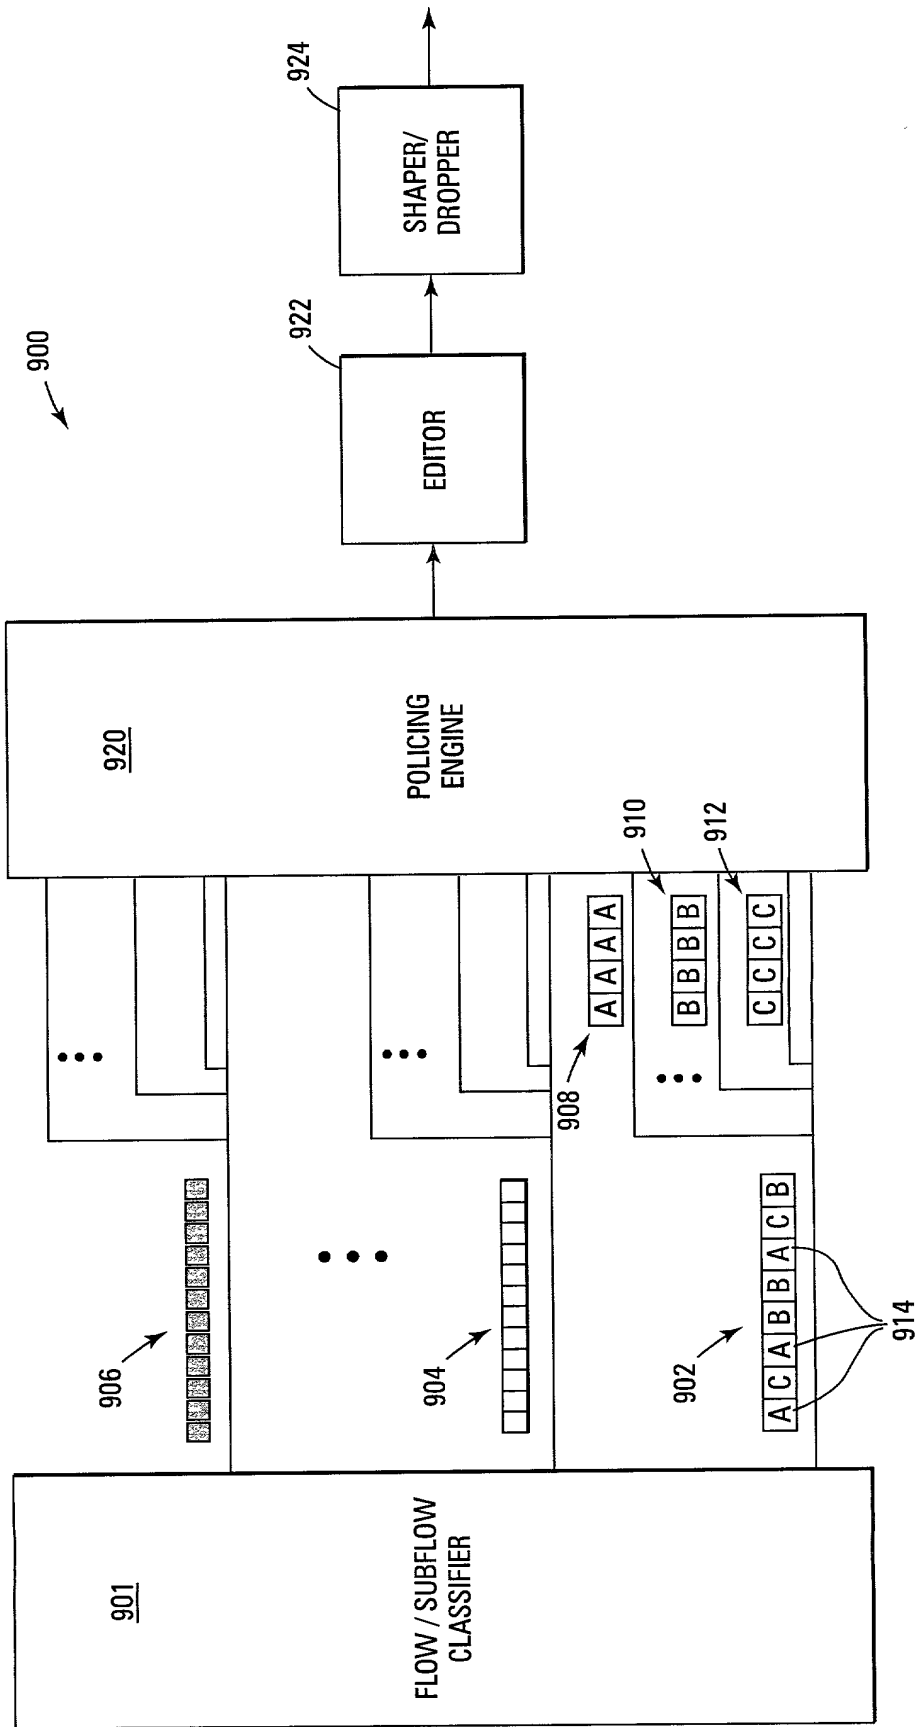 900
901
FLOW / SUBFLOW
CLASSIFIER
906
904
902
A C A B B A C B
914
908
A A A A
910
B B B B
912
C C C C
920
POLICING
ENGINE
922
EDITOR
924
SHAPER/
DROPPER